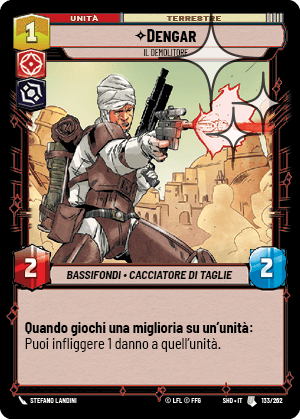 UNITÀ
TERRESTRE
1
DENGAR
IL DEMOLITORE
2
BASSIFONDI • CACCIATORE DI TAGLIE
2
Quando giochi una miglioria su un'unità:
Puoi infliggere 1 danno a quell'unità.
STEFANO LANDINI
© LFL © FFG
SHD • IT
133/262